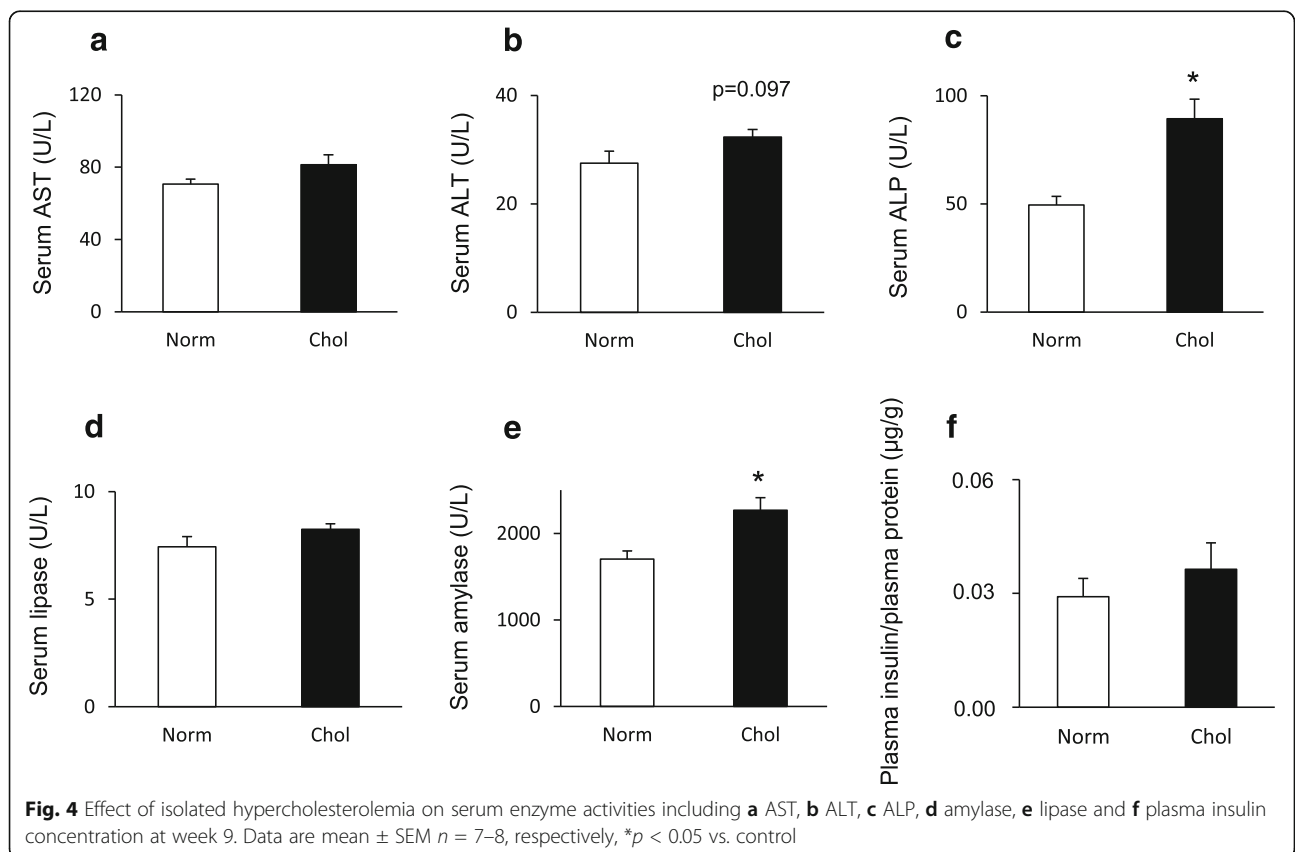 a
Serum AST (U/L)
120
80
40
0
Norm Chol
b
Serum ALT (U/L)
p=0.097
40
20
0
Norm Chol
c
Serum ALP (U/L)
*
100
50
0
Norm Chol
d
Serum lipase (U/L)
10
5
0
Norm Chol
e
Serum amylase (U/L)
*
2000
1000
0
Norm Chol
f
Plasma insulin/plasma protein (µg/g)
0.06
0.03
0.00
Norm Chol
Fig. 4 Effect of isolated hypercholesterolemia on serum enzyme activities including a AST, b ALT, c ALP, d amylase, e lipase and f plasma insulin
concentration at week 9. Data are mean ± SEM n = 7–8, respectively, *p < 0.05 vs. control